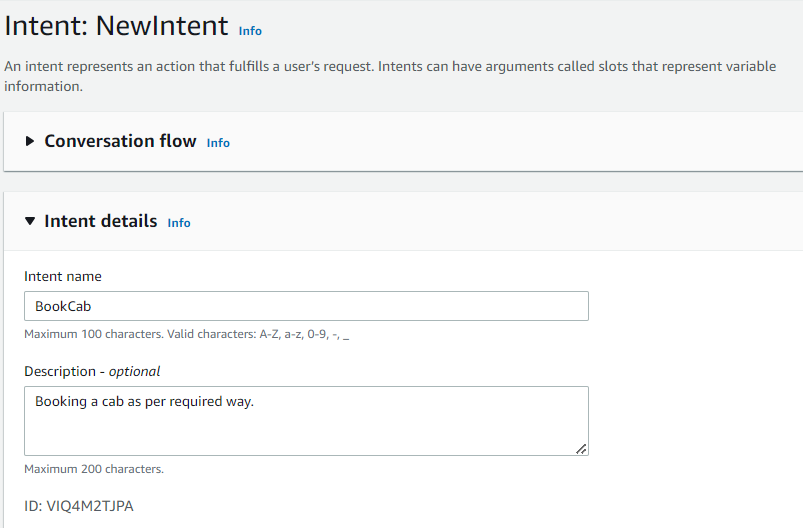 Intent: NewIntent Info
An intent represents an action that fulfills a user's request. Intents can have arguments called slots that represent variable
information.
Conversation flow Info
Intent details Info
Intent name
BookCab
Maximum 100 characters. Valid characters: A-Z, a-z, 0-9, -, _
Description - optional
Booking a cab as per required way.
Maximum 200 characters.
ID: VIQ4M2TJPA